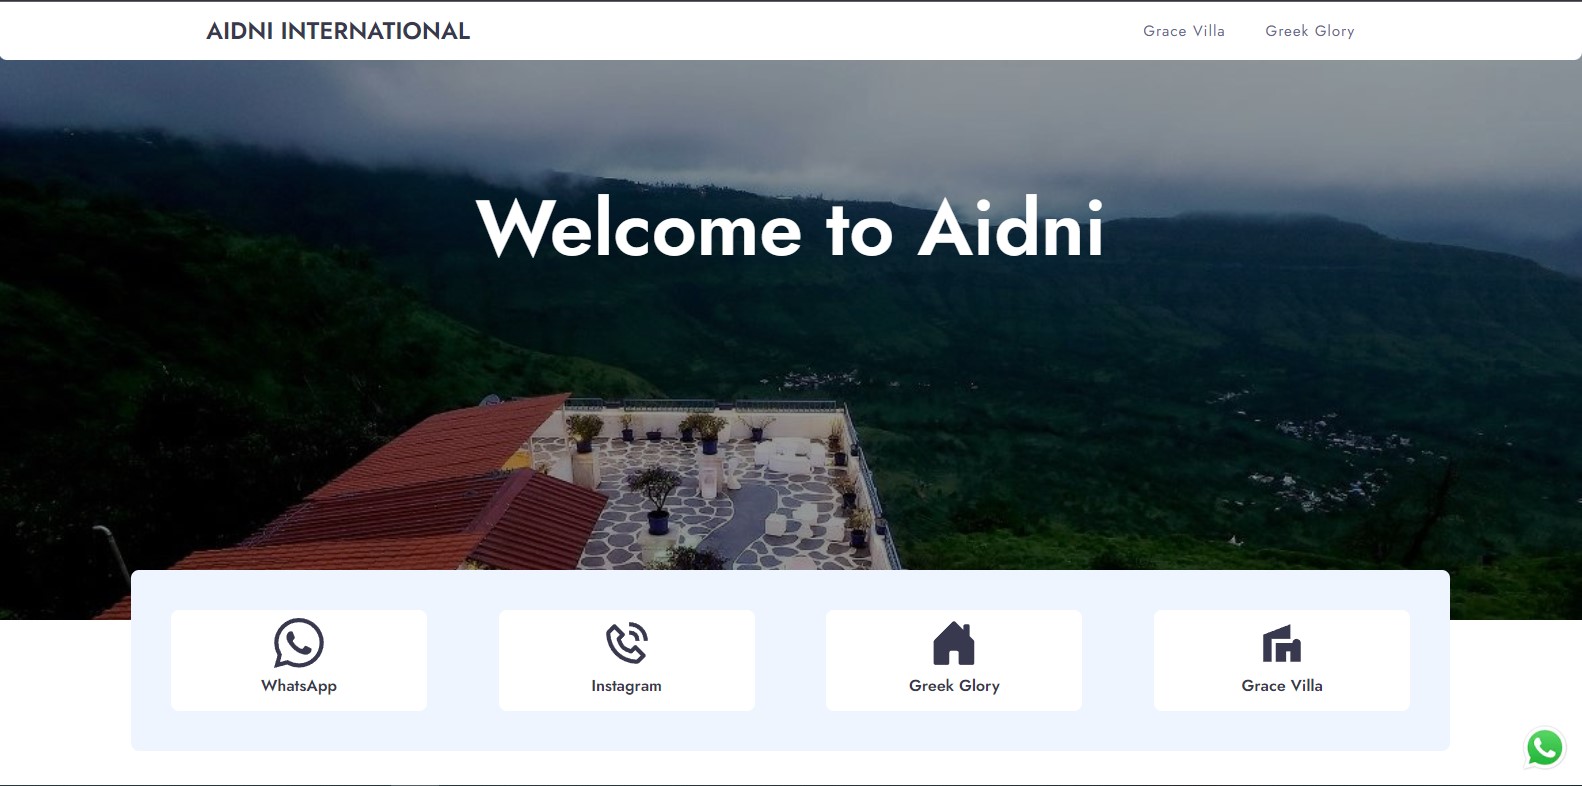 AIDNI INTERNATIONAL
Grace Villa
Greek Glory
Welcome to Aidni
WhatsApp
Instagram
Greek Glory
Grace Villa